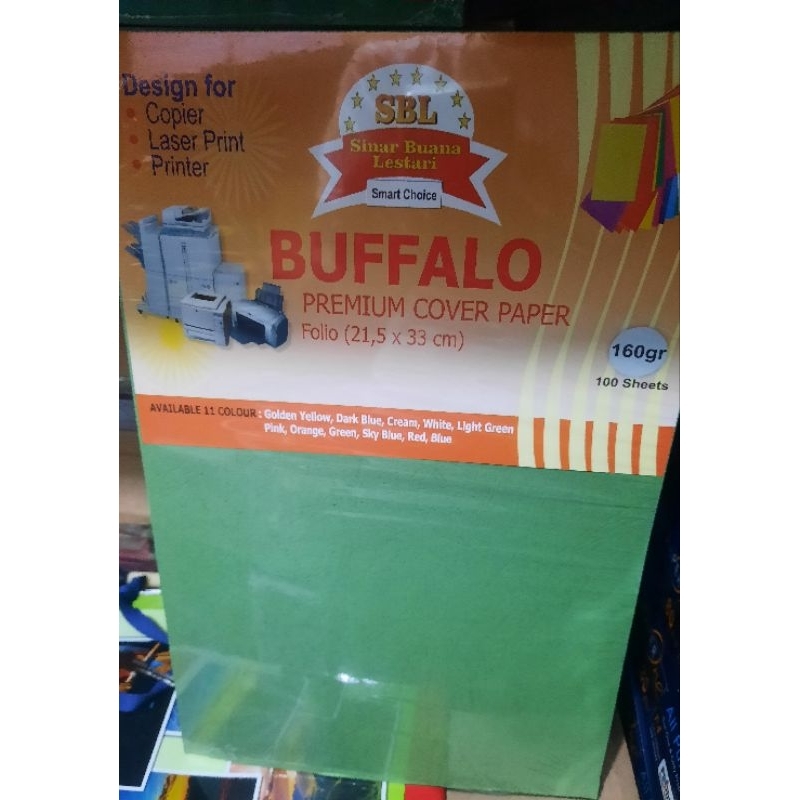 Design for
• Copier
• Laser Print
• Printer
SBL
Sinar Buana
Lestari
Smart Choice
BUFFALO
PREMIUM COVER PAPER
Folio (21,5 x 33 cm)
160gr
100 Sheets
AVAILABLE 11 COLOUR : Golden Yellow, Dark Blue, Cream, White, Light Green
Pink, Orange, Green, Sky Blue, Red, Blue